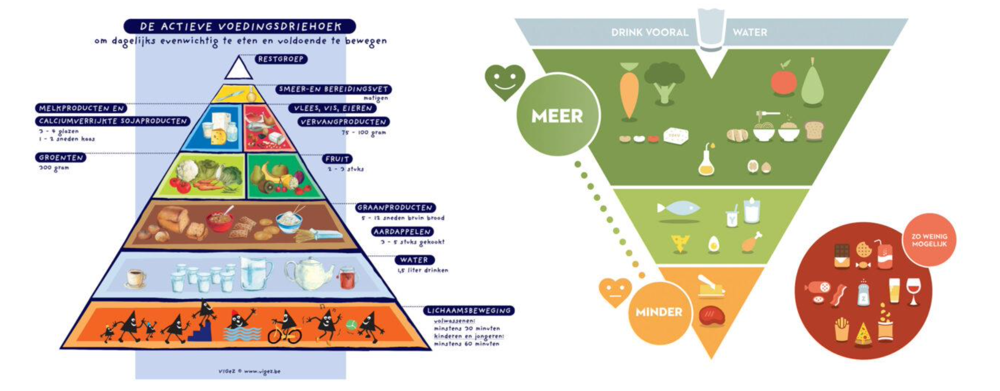 DE ACTIEVE VOEDINGSDRIEHOEK
om dagelijks evenwichtig te eten en voldoende te bewegen
RESTGROEP
SMEER-EN BEREIDINGSVET
matigen
MELKPRODUCTEN EN
CALCIUMVERRIJKTE SOJAPRODUCTEN
3 - 4 glazen
1 - 2 sneden kaas
VLEES, VIS, EIEREN
VERVANGPRODUCTEN
75 - 100 gram
GROENTEN
300 gram
FRUIT
2 - 3 stuks
GRAANPRODUCTEN
5 - 12 sneden bruin brood
AARDAPPELEN
3 - 5 stuks gekookt
WATER
1,5 liter drinken
LICHAAMSBEWEGING
volwassenen:
minstens 30 minuten
kinderen en jongeren:
minstens 60 minuten
VIGeZ © www.vigez.be
DRINK VOORAL WATER
MEER
TOFU
Y
MINDER
ZO WEINIG
MOGELIJK
Z